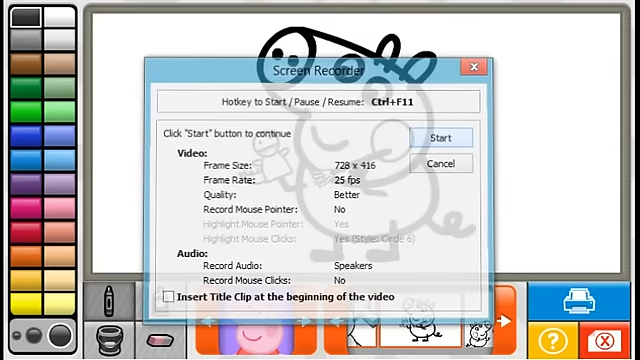 Screen Recorder
Hotkey to Start / Pause / Resume: Ctrl+F11
Click "Start" button to continue
Start
Video:
Cancel
Frame Size: 728 x 416
Frame Rate: 25 fps
Quality: Better
Record Mouse Pointer: No
Highlight Mouse Pointer: Yes
Highlight Mouse Clicks: Yes (Style: Circle 6)
Audio:
Record Audio: Speakers
Record Mouse Clicks: No
Insert Title Clip at the beginning of the video
?